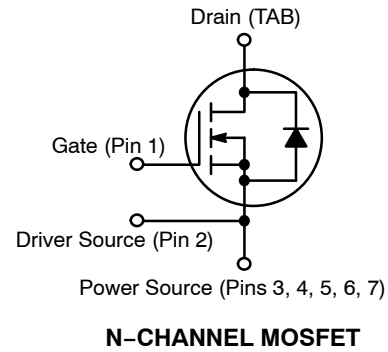 Drain (TAB)
Gate (Pin 1)
Driver Source (Pin 2)
Power Source (Pins 3, 4, 5, 6, 7)
N−CHANNEL MOSFET